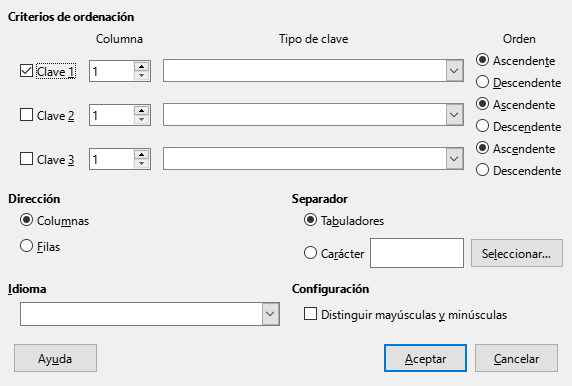 Criterios de ordenación
Columna Tipo de clave Orden
Clave 1 1 Ascendente
Descendente
Clave 2 1 Ascendente
Descendente
Clave 3 1 Ascendente
Descendente
Dirección Separador
Columnas Tabuladores
Filas Carácter Seleccionar...
Idioma Configuración
Distinguir mayúsculas y minúsculas
Ayuda Aceptar Cancelar